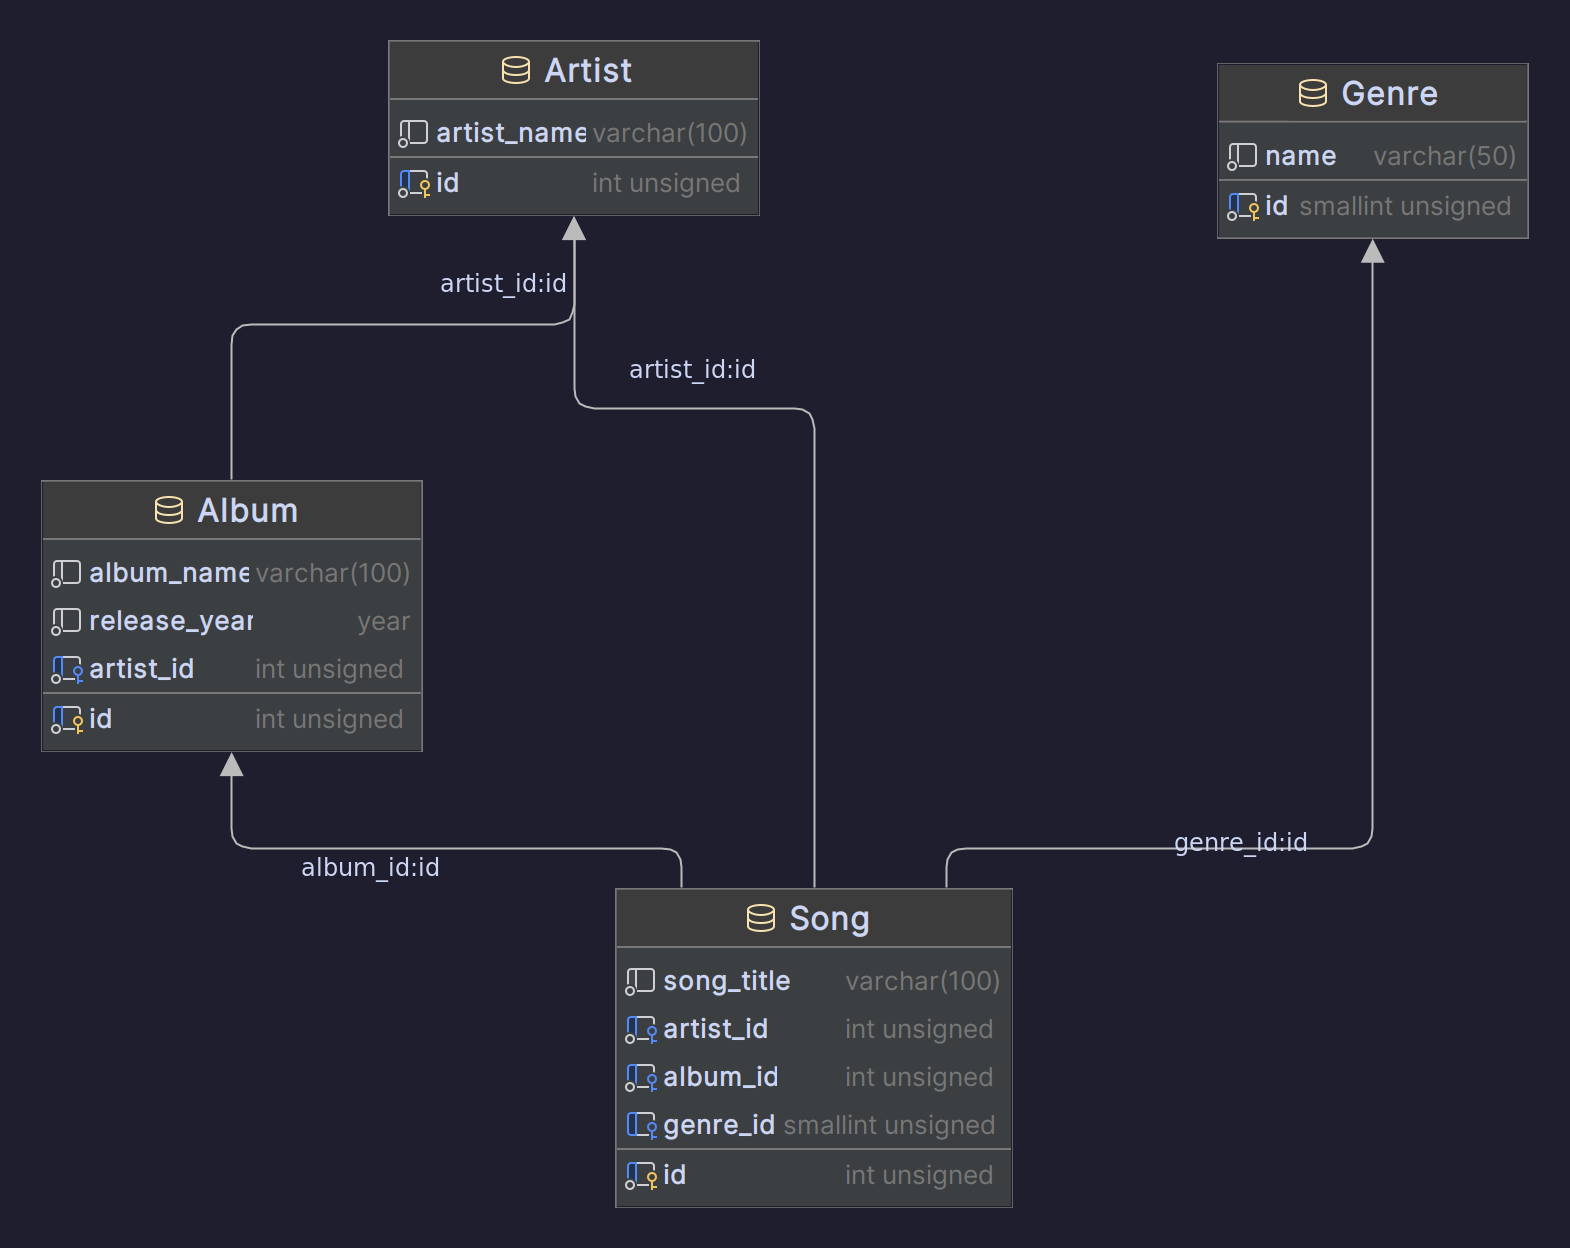 Artist
artist_name varchar(100)
id int unsigned
Genre
name varchar(50)
id smallint unsigned
artist_id:id
artist_id:id
Album
album_name varchar(100)
release_year year
artist_id int unsigned
id int unsigned
album_id:id
genre_id:id
Song
song_title varchar(100)
artist_id int unsigned
album_id int unsigned
genre_id smallint unsigned
id int unsigned